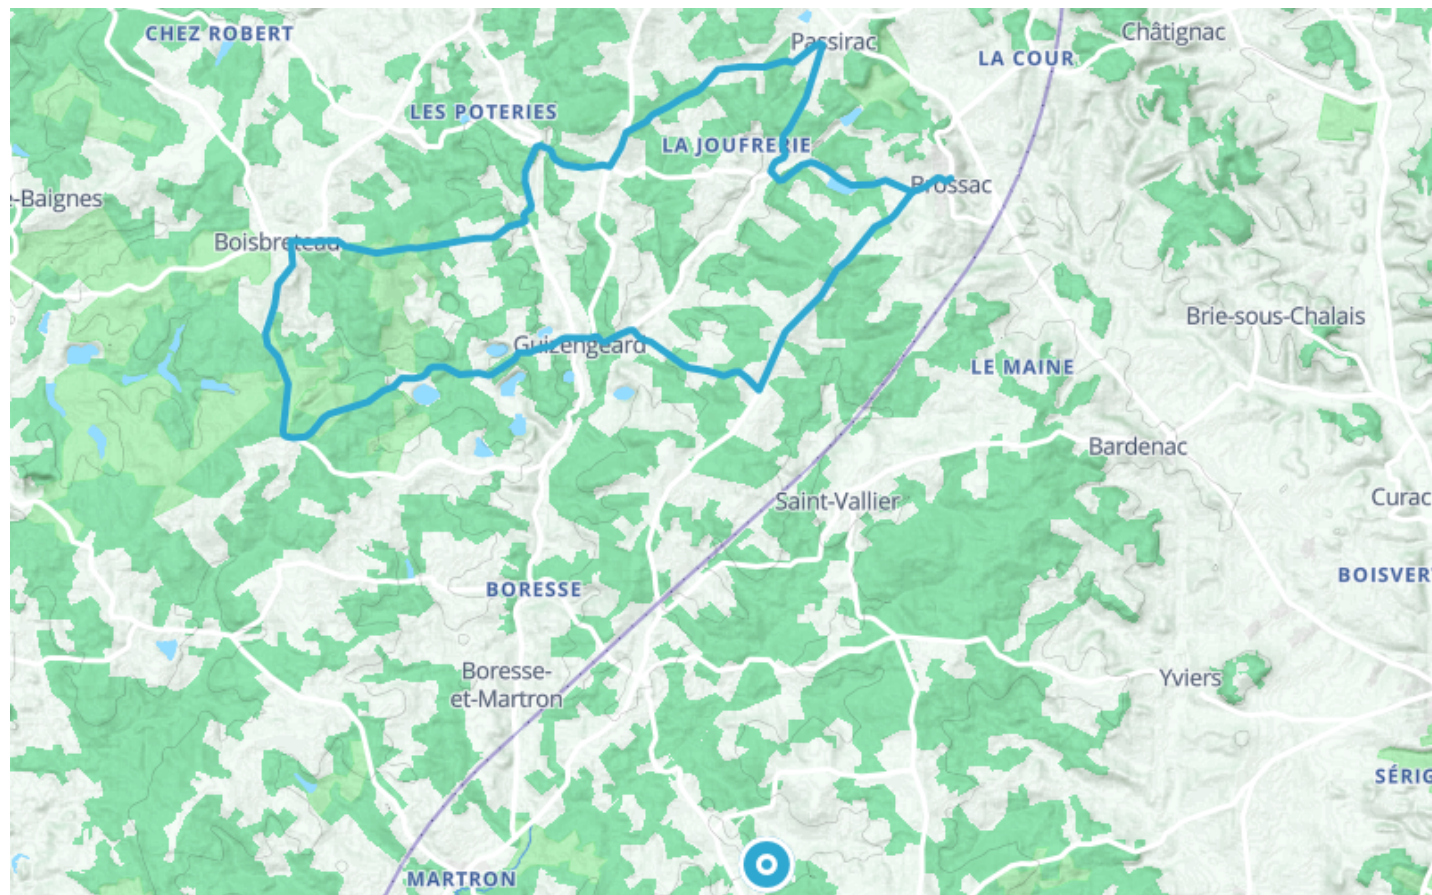 Passirac
Châtignac
CHEZ ROBERT
LA COUR
LES POTERIES
LA JOUFRERIE
Brossac
e-Baignes
Boisbreteau
Brie-sous-Chalais
Guizengeard
LE MAINE
Bardenac
Saint-Vallier
Curac
BORESSE
BOISVERT
Boresse-
et-Martron
Yviers
SÉRIG
MARTRON